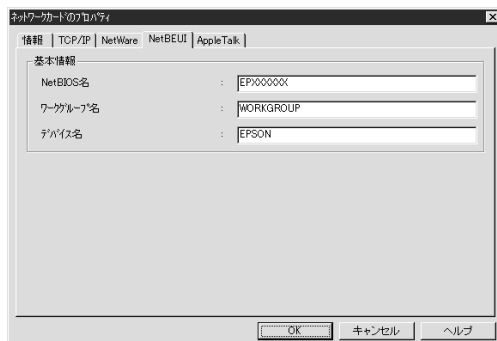 ネットワークカードのプロパティ
情報 TCP/IP NetWare NetBEUI AppleTalk
基本情報
NetBIOS名 : EPXXXXXX
ワークグループ名 : WORKGROUP
デバイス名 : EPSON
OK キャンセル ヘルプ